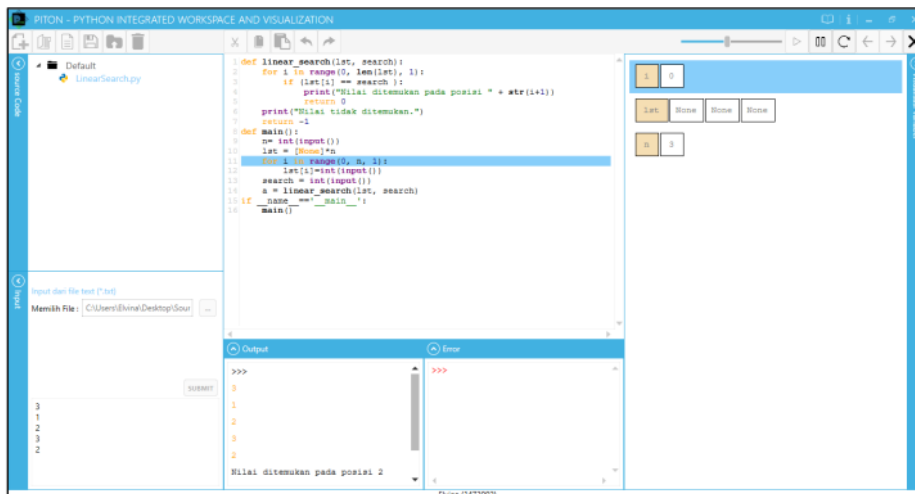 PITON - PYTHON INTEGRATED WORKSPACE AND VISUALIZATION
Source Code
Default
LinearSearch.py
1 def linear_search(lst, search):
2 for i in range(0, len(lst), 1):
3 if (lst[i] == search ):
4 print("Nilai ditemukan pada posisi " + str(i+1))
5 return 0
6 print("Nilai tidak ditemukan.")
7 return -1
8 def main():
9 n= int(input())
10 lst = [None]*n
11 for i in range(0, n, 1):
12 lst[i]=int(input())
13 search = int(input())
14 a = linear_search(lst, search)
15 if __name__=='__main__':
16 main()
i 0
lst None None None
n 3
Input
Input dari file text (*.txt)
Memilih File : C:\Users\Elvina\Desktop\Sour ...
SUBMIT
3
1
2
3
2
Output
>>>
3
1
2
3
2
Nilai ditemukan pada posisi 2
Error
>>>